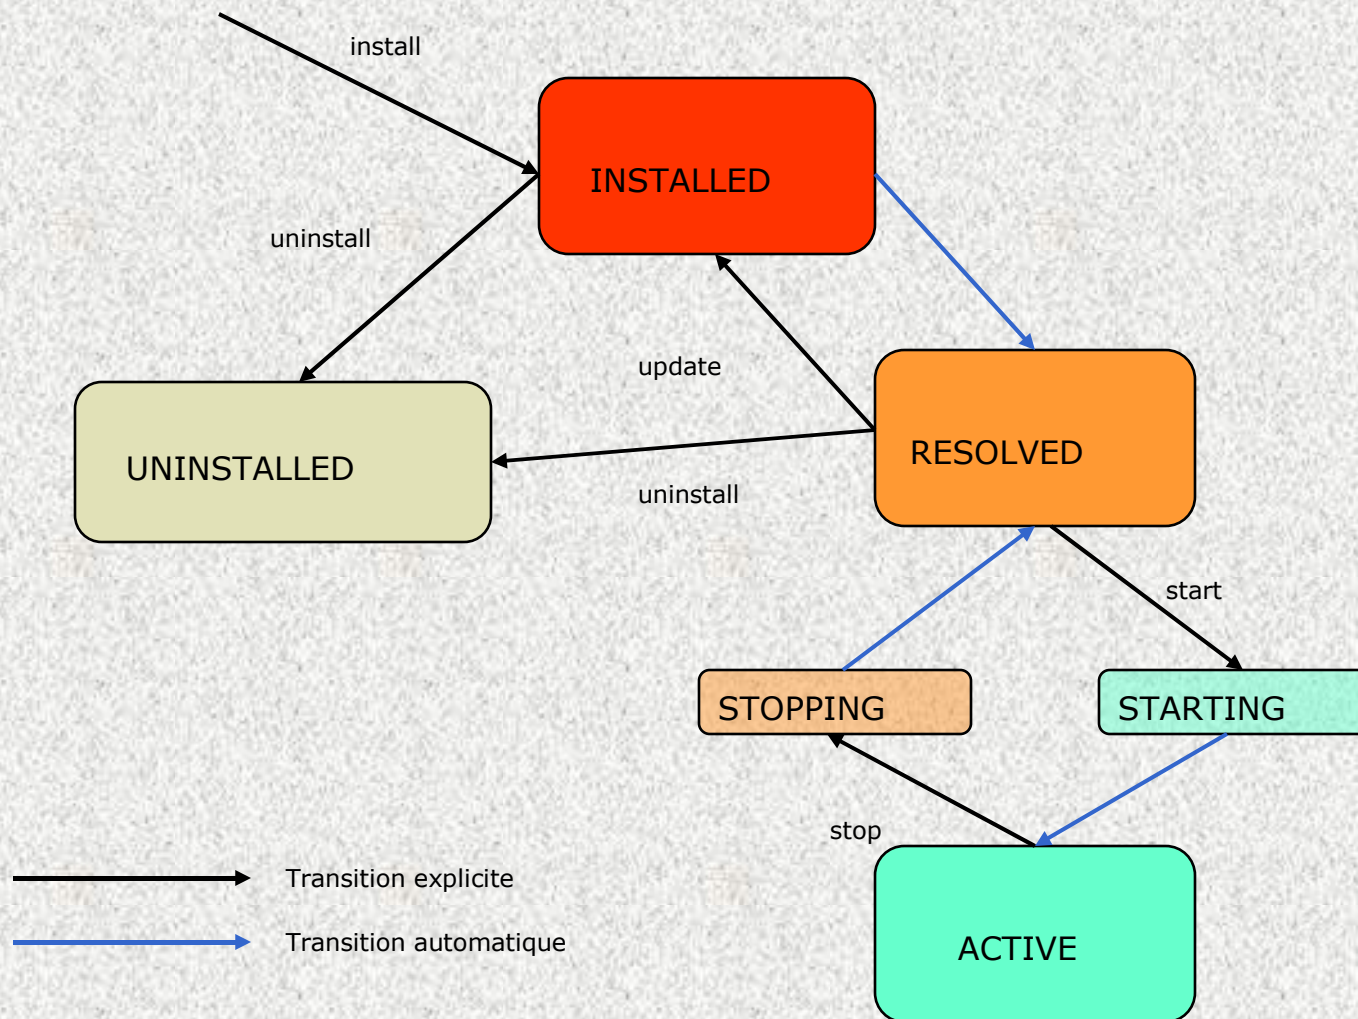 install
INSTALLED
uninstall
update
RESOLVED
UNINSTALLED
uninstall
start
STOPPING
STARTING
stop
Transition explicite
Transition automatique
ACTIVE